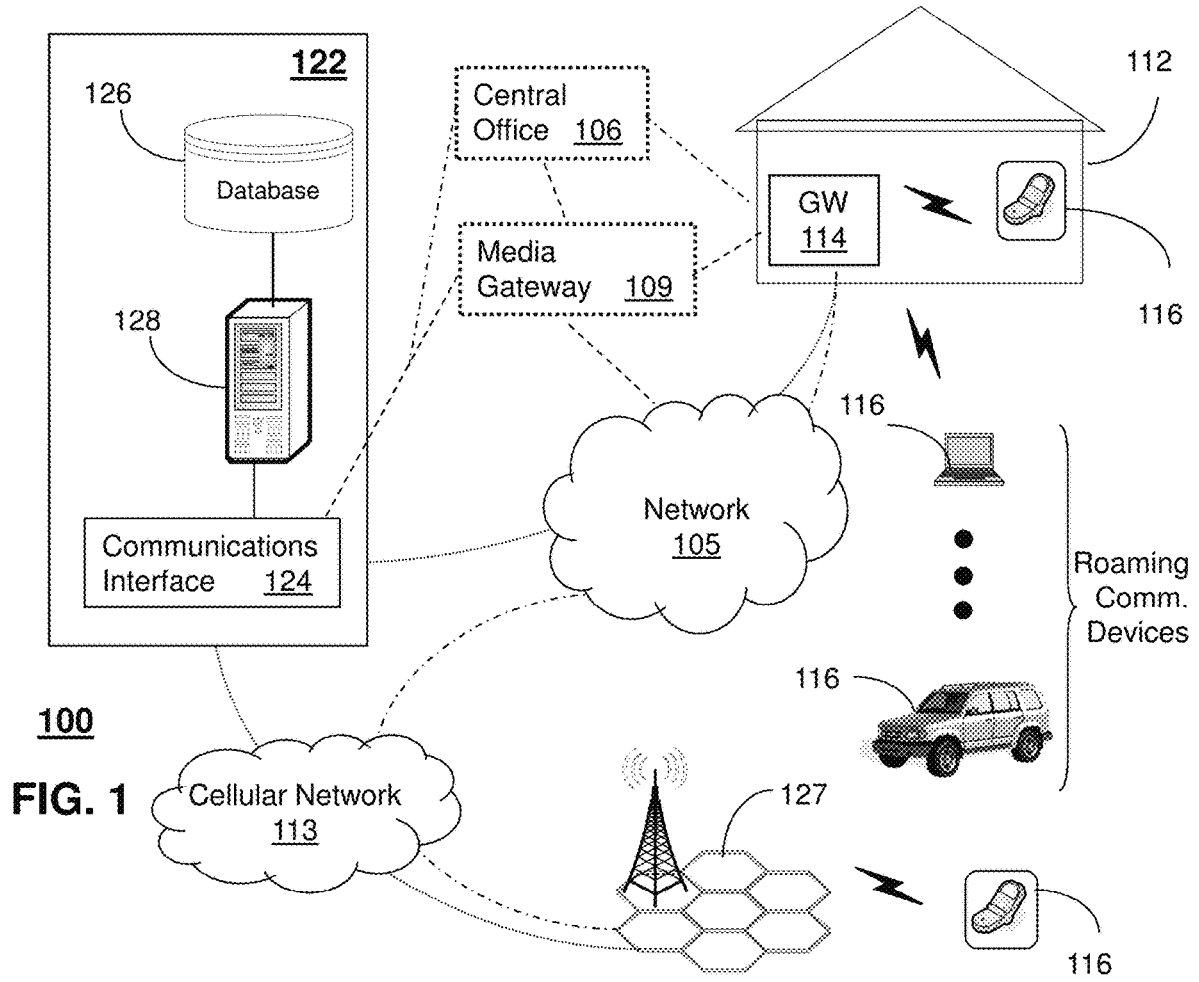 122
126
Database
128
Communications
Interface 124
Central
Office 106
Media
Gateway 109
112
GW
114
116
116
Network
105
Roaming
Comm.
Devices
116
100
FIG. 1
Cellular Network
113
127
116